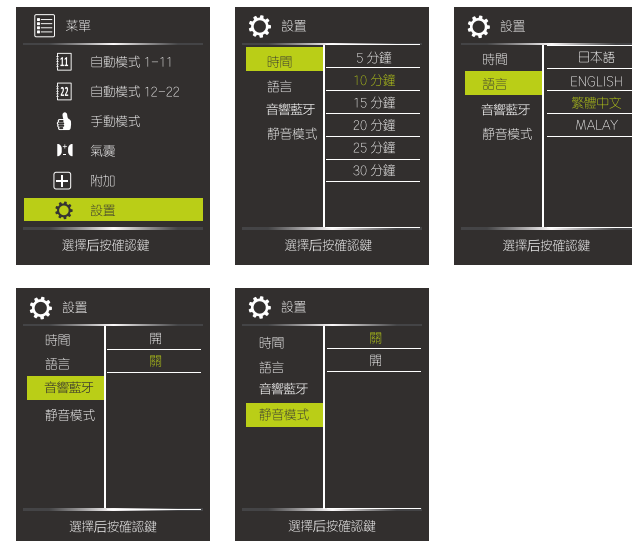 菜單
11 自動模式 1-11
22 自動模式 12-22
手動模式
氣囊
附加
設置
選擇后按確認鍵
設置
時間
語言
音響藍牙
靜音模式
5 分鐘
10 分鐘
15 分鐘
20 分鐘
25 分鐘
30 分鐘
選擇后按確認鍵
設置
時間
語言
音響藍牙
靜音模式
日本語
ENGLISH
繁體中文
MALAY
選擇后按確認鍵
設置
時間
語言
音響藍牙
靜音模式
開
關
選擇后按確認鍵
設置
時間
語言
音響藍牙
靜音模式
關
開
選擇后按確認鍵